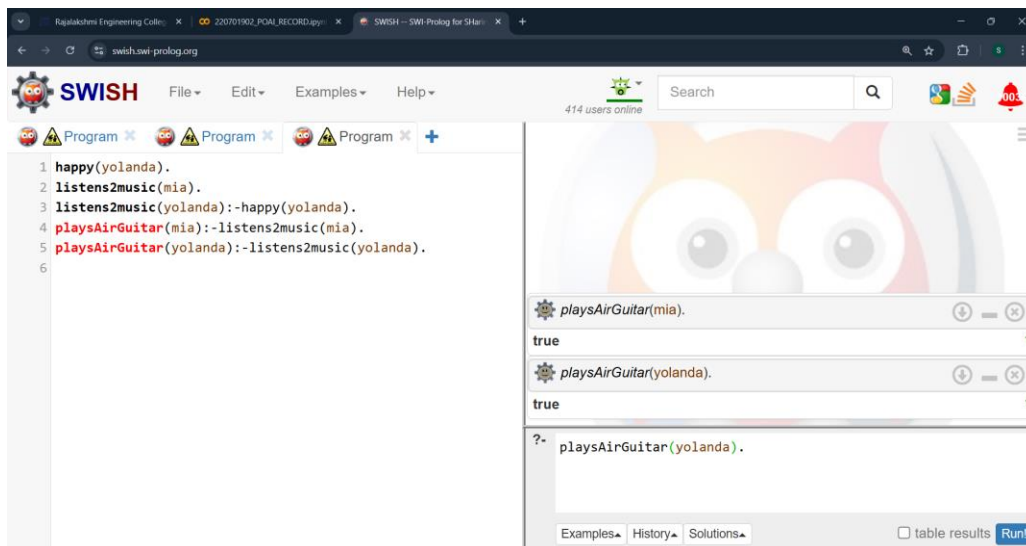 Rajalakshmi Engineering Colleg
220701902_POAI_RECORD.ipyn
SWISH -- SWI-Prolog for SHarin
swish.swi-prolog.org
SWISH File Edit Examples Help 414 users online Search
Program Program Program
1 happy(yolanda).
2 listens2music(mia).
3 listens2music(yolanda):-happy(yolanda).
4 playsAirGuitar(mia):-listens2music(mia).
5 playsAirGuitar(yolanda):-listens2music(yolanda).
6
playsAirGuitar(mia).
true
playsAirGuitar(yolanda).
true
?- playsAirGuitar(yolanda).
Examples History Solutions table results Run!